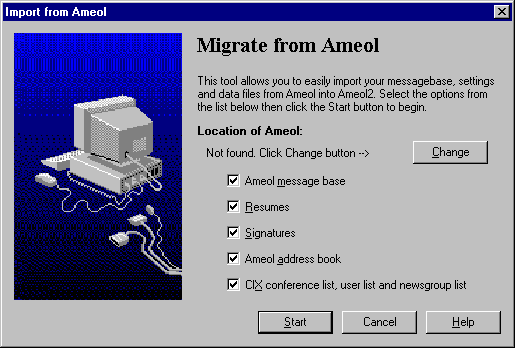 Import from Ameol
Migrate from Ameol
This tool allows you to easily import your messagebase, settings
and data files from Ameol into Ameol2. Select the options from
the list below then click the Start button to begin.
Location of Ameol:
Not found. Click Change button -->
Change
Ameol message base
Resumes
Signatures
Ameol address book
CIX conference list, user list and newsgroup list
Start
Cancel
Help